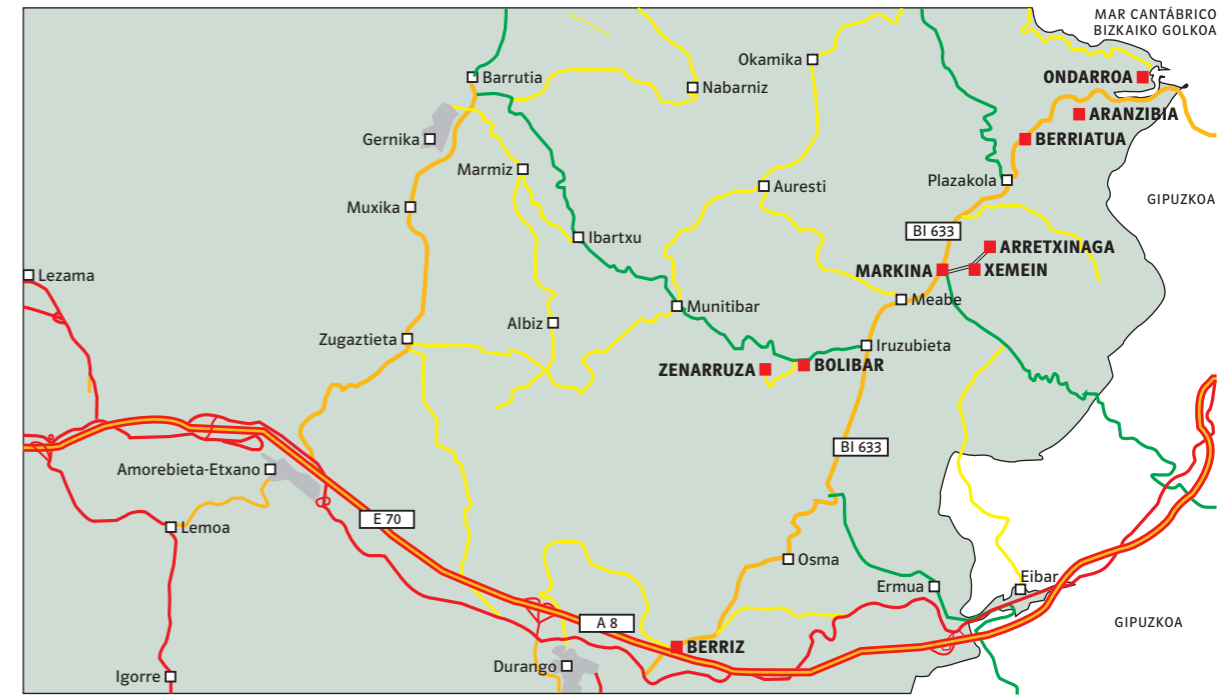 MAR CANTÁBRICO
BIZKAIKO GOLKOA
Okamika
Barrutia
ONDARROA
Nabarniz
ARANZIBIA
Gernika
BERRIATUA
Marmiz
Plazakola
Auresti
Muxika
GIPUZKOA
BI 633
Ibartxu
ARRETXINAGA
Lezama
MARKINA
XEMEIN
Meabe
Munitibar
Albiz
Zugaztieta
Iruzubieta
ZENARRUZA
BOLIBAR
BI 633
Amorebieta-Etxano
E 70
Lemoa
Osma
Eibar
Ermua
A 8
GIPUZKOA
BERRIZ
Durango
Igorre